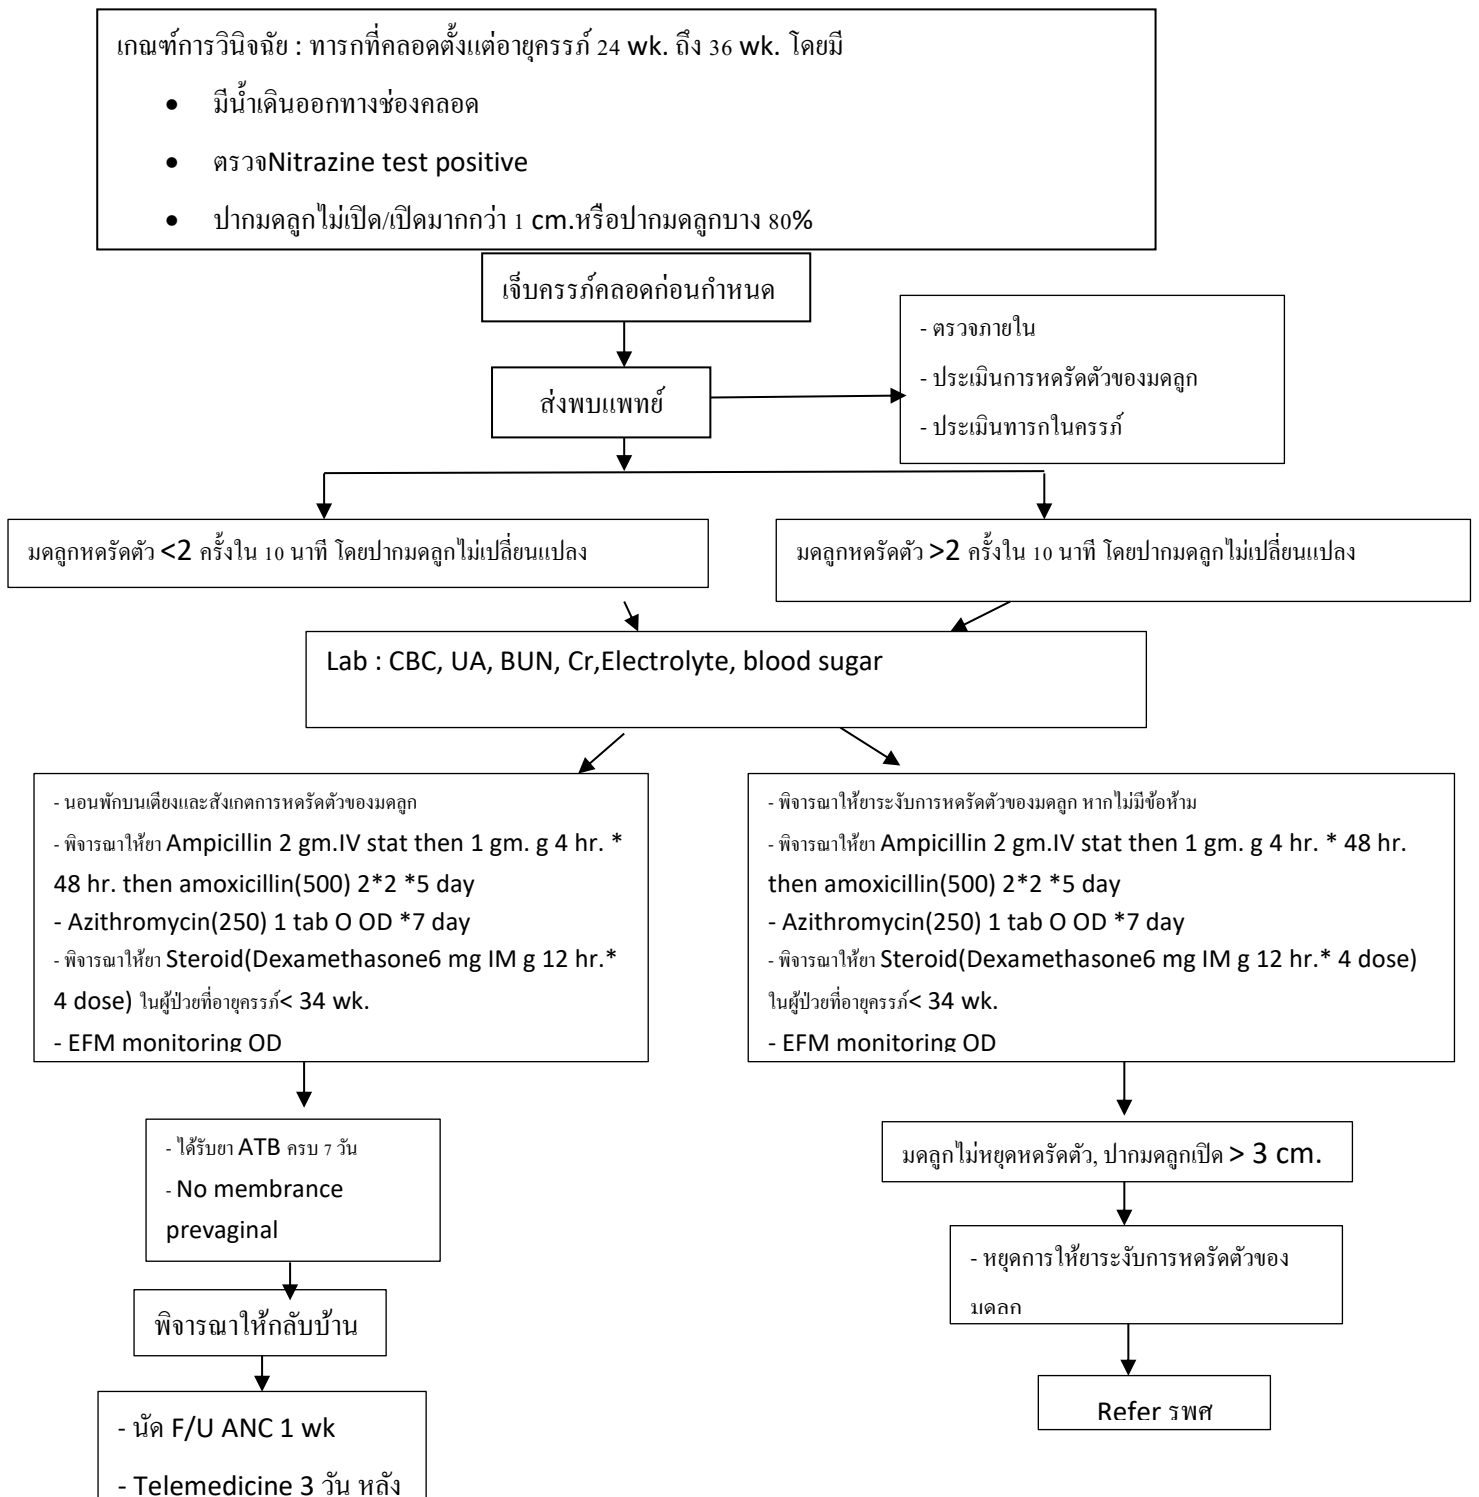 เกณฑ์การวินิจฉัย : ทารกที่คลอดตั้งแต่อายุครรภ์ 24 wk. ถึง 36 wk. โดยมี
● มีน้ำเดินออกทางช่องคลอด
● ตรวจNitrazine test positive
● ปากมดลูกไม่เปิด/เปิดมากกว่า 1 cm.หรือปากมดลูกบาง 80%
เจ็บครรภ์คลอดก่อนกำหนด
ส่งพบแพทย์
- ตรวจภายใน
- ประเมินการหดรัดตัวของมดลูก
- ประเมินทารกในครรภ์
มดลูกหดรัดตัว <2 ครั้งใน 10 นาที โดยปากมดลูกไม่เปลี่ยนแปลง
มดลูกหดรัดตัว >2 ครั้งใน 10 นาที โดยปากมดลูกไม่เปลี่ยนแปลง
Lab : CBC, UA, BUN, Cr,Electrolyte, blood sugar
- นอนพักบนเตียงและสังเกตการหดรัดตัวของมดลูก
- พิจารณาให้ยา Ampicillin 2 gm.IV stat then 1 gm. g 4 hr. *
48 hr. then amoxicillin(500) 2*2 *5 day
- Azithromycin(250) 1 tab O OD *7 day
- พิจารณาให้ยา Steroid(Dexamethasone6 mg IM g 12 hr.*
4 dose) ในผู้ป่วยที่อายุครรภ์< 34 wk.
- EFM monitoring OD
- พิจารณาให้ยาระงับการหดรัดตัวของมดลูก หากไม่มีข้อห้าม
- พิจารณาให้ยา Ampicillin 2 gm.IV stat then 1 gm. g 4 hr. * 48 hr.
then amoxicillin(500) 2*2 *5 day
- Azithromycin(250) 1 tab O OD *7 day
- พิจารณาให้ยา Steroid(Dexamethasone6 mg IM g 12 hr.* 4 dose)
ในผู้ป่วยที่อายุครรภ์< 34 wk.
- EFM monitoring OD
- ได้รับยา ATB ครบ 7 วัน
- No membrance
prevaginal
พิจารณาให้กลับบ้าน
- นัด F/U ANC 1 wk
- Telemedicine 3 วัน หลัง
มดลูกไม่หยุดหดรัดตัว, ปากมดลูกเปิด > 3 cm.
- หยุดการให้ยาระงับการหดรัดตัวของ
มดลูก
Refer รพศ